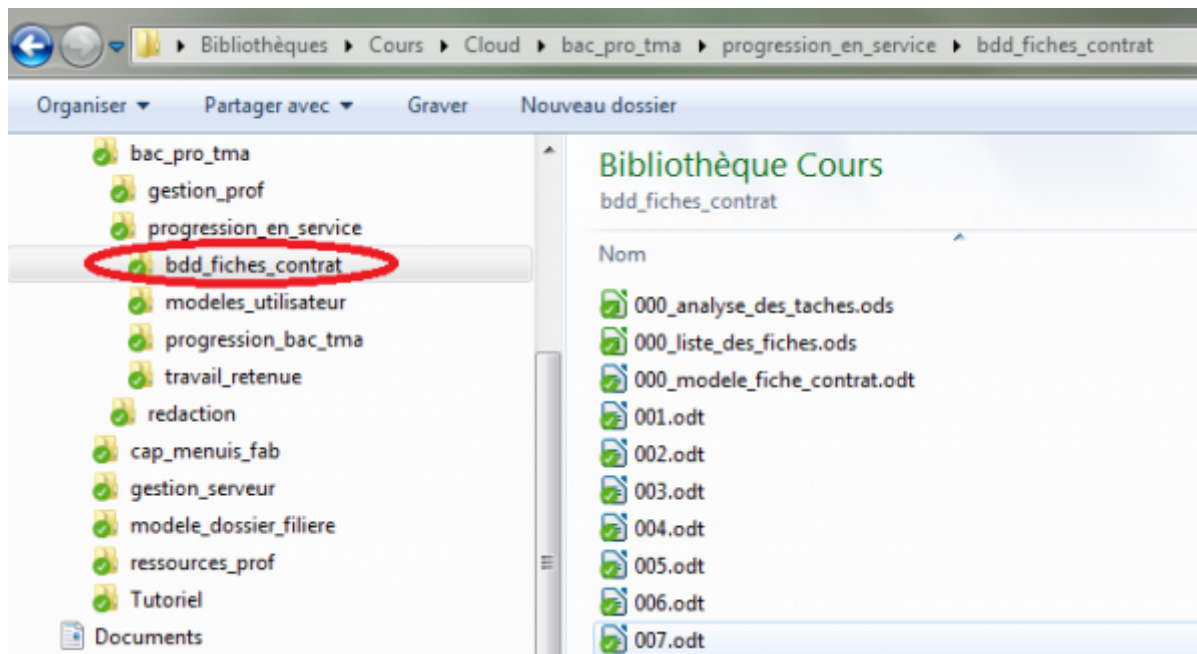 Bibliothèques Cours Cloud bac_pro_tma progression_en_service bdd_fiches_contrat
Organiser Partager avec Graver Nouveau dossier
bac_pro_tma
gestion_prof
progression_en_service
bdd_fiches_contrat
modeles_utilisateur
progression_bac_tma
travail_retenue
redaction
cap_menuis_fab
gestion_serveur
modele_dossier_filiere
ressources_prof
Tutoriel
Documents
Bibliothèque Cours
bdd_fiches_contrat
Nom
000_analyse_des_taches.ods
000_liste_des_fiches.ods
000_modele_fiche_contrat.odt
001.odt
002.odt
003.odt
004.odt
005.odt
006.odt
007.odt